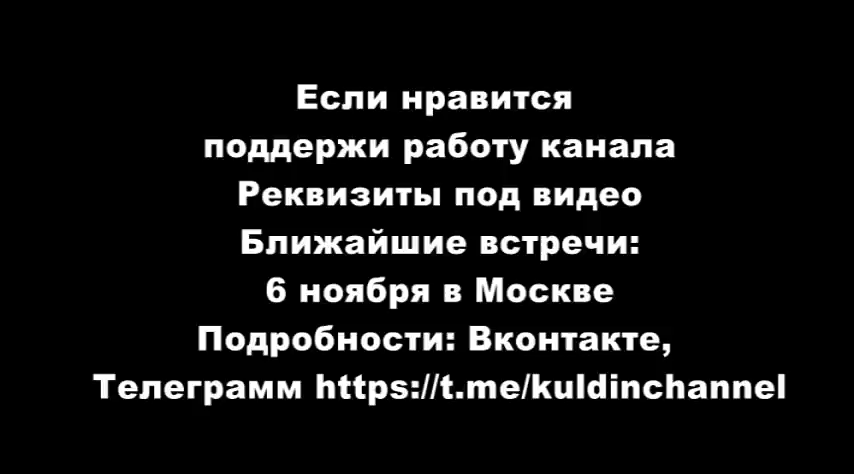 Если нравится
поддержи работу канала
Реквизиты под видео
Ближайшие встречи:
6 ноября в Москве
Подробности: Вконтакте,
Телеграмм https://t.me/kuldinchannel